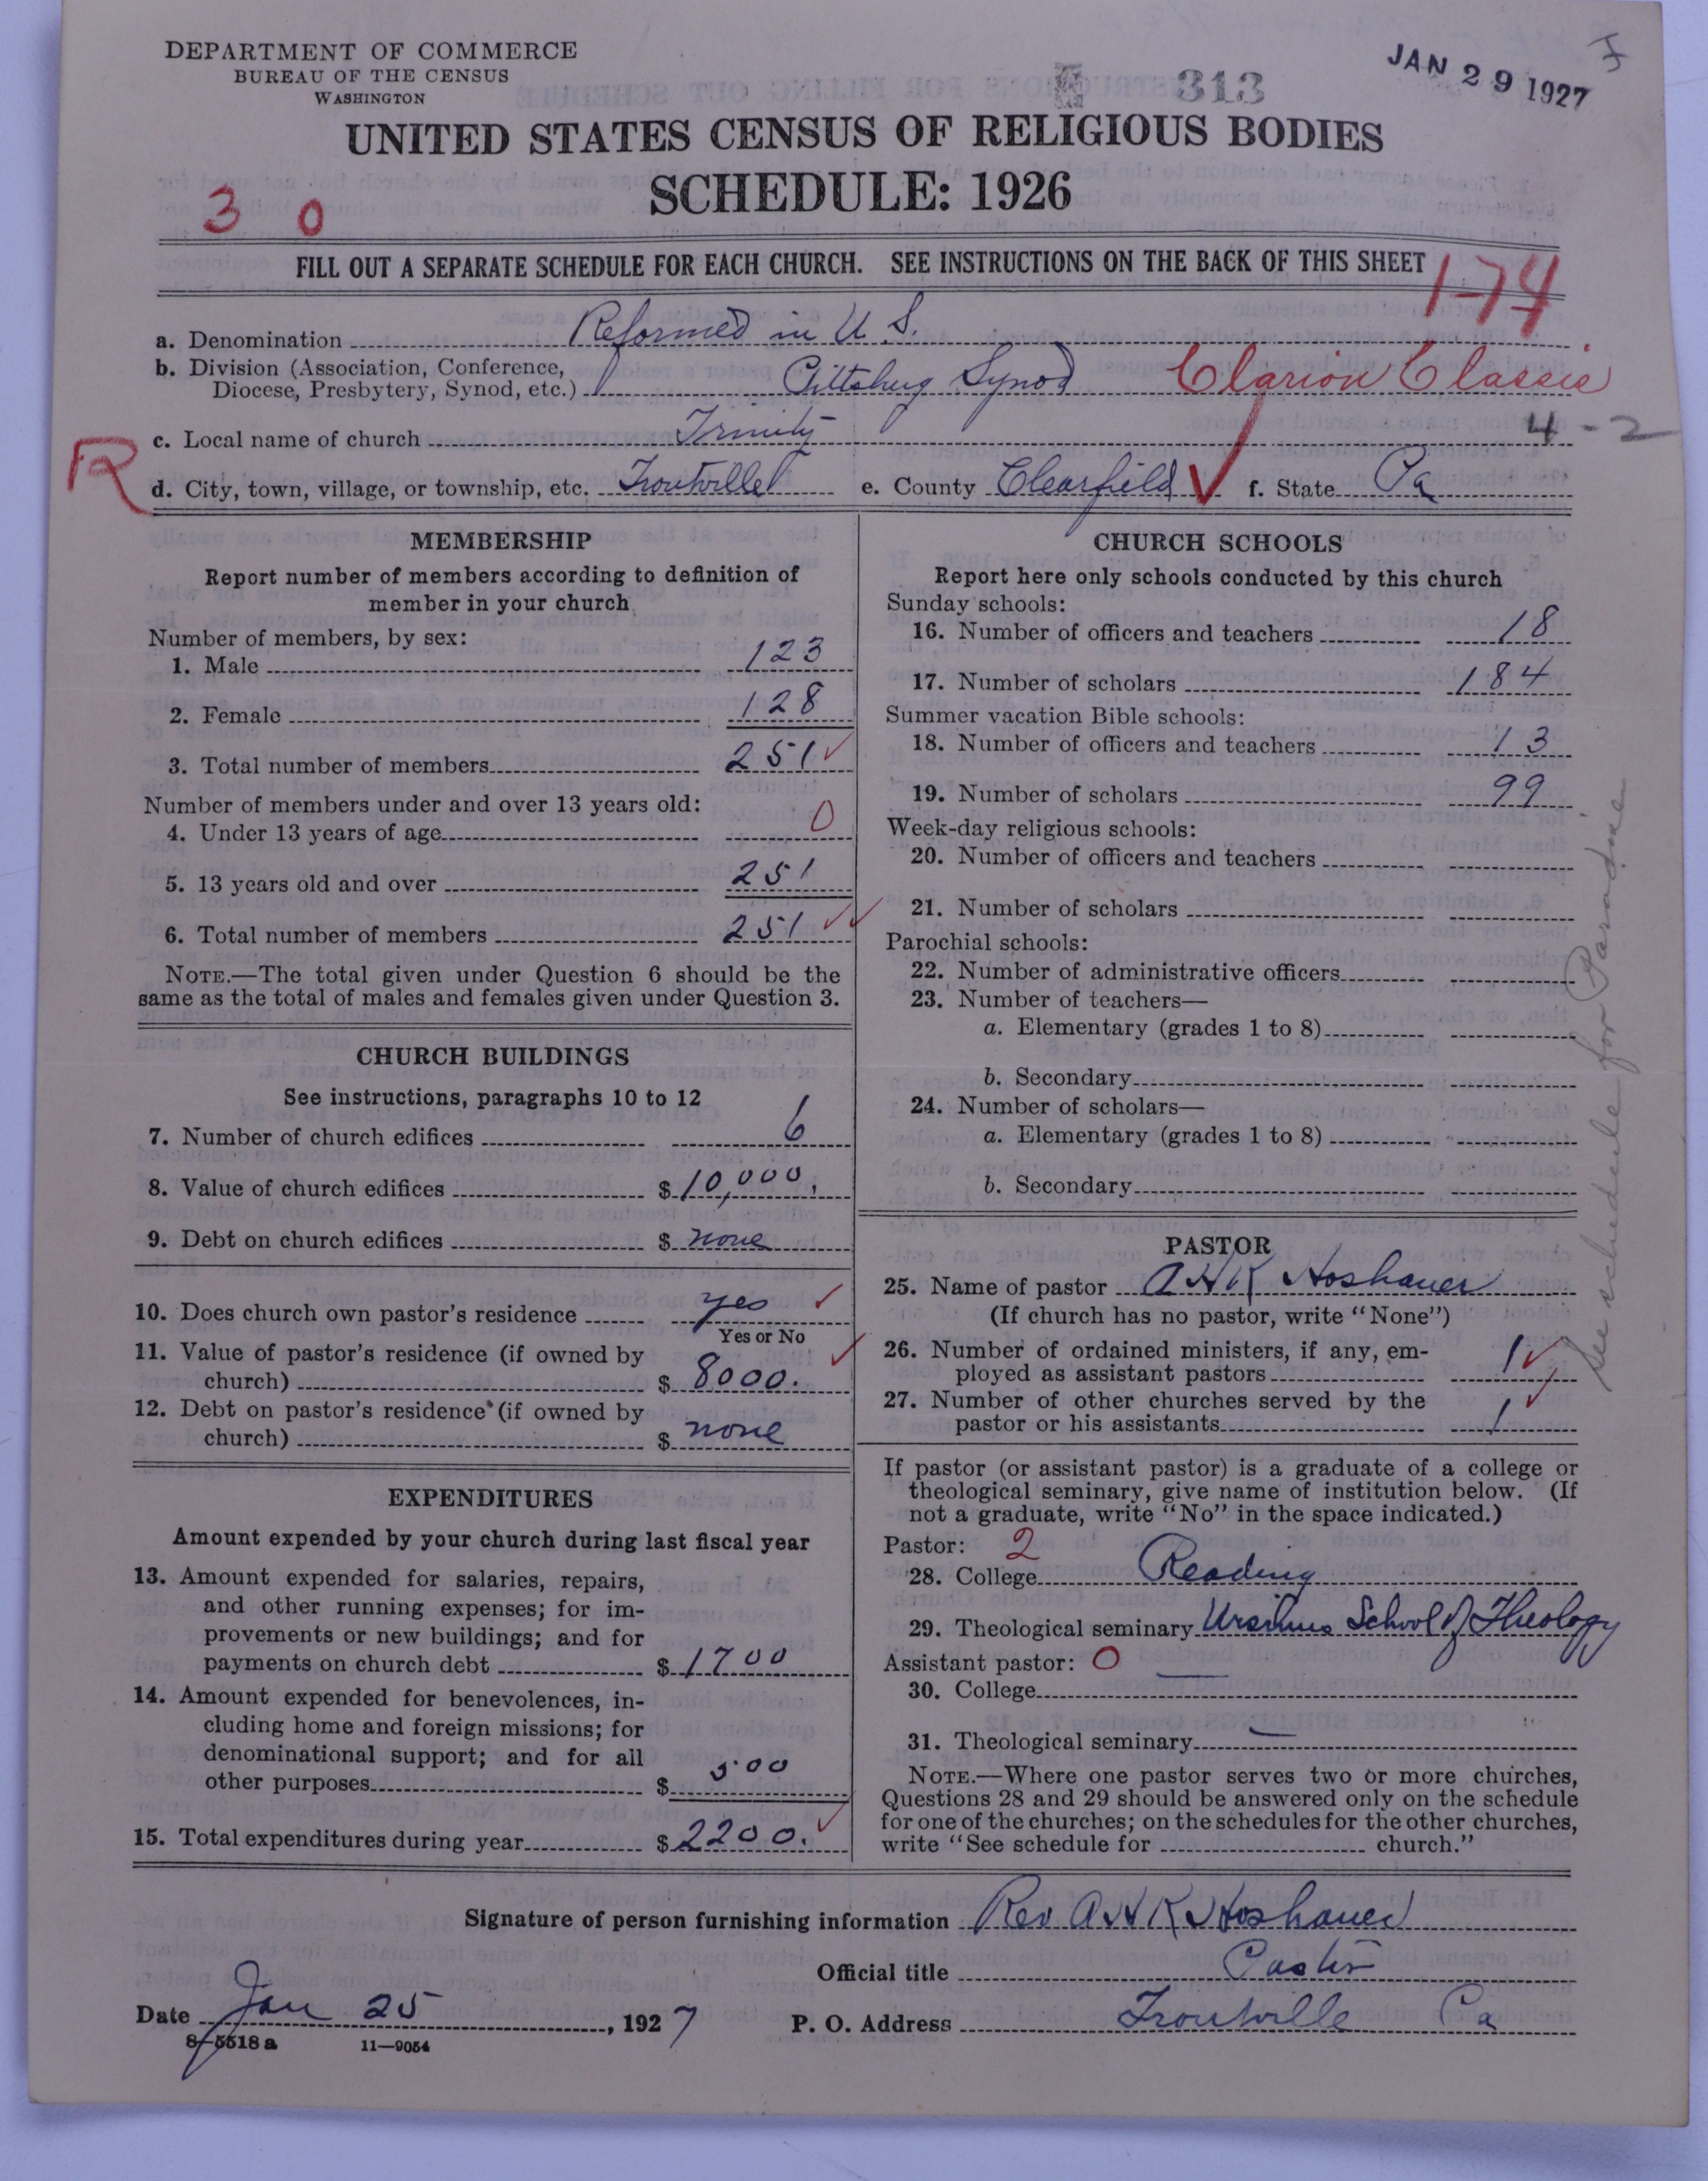 DEPARTMENT OF COMMERCE
BUREAU OF THE CENSUS
WASHINGTON
313
JAN 29 1927
UNITED STATES CENSUS OF RELIGIOUS BODIES
SCHEDULE: 1926
3 0
FILL OUT A SEPARATE SCHEDULE FOR EACH CHURCH. SEE INSTRUCTIONS ON THE BACK OF THIS SHEET
1-74
a. Denomination Reformed in U.S.
b. Division (Association, Conference,
Diocese, Presbytery, Synod, etc.) Pittsburg Synod Clarion Classis
c. Local name of church Trinity 4-2
R
d. City, town, village, or township, etc. Troutville e. County Clearfield ✓ f. State Pa
MEMBERSHIP
Report number of members according to definition of
member in your church
Number of members, by sex:
1. Male 123
2. Female 128
3. Total number of members 251 ✓
Number of members under and over 13 years old:
4. Under 13 years of age 0
5. 13 years old and over 251
6. Total number of members 251 ✓✓
NOTE.—The total given under Question 6 should be the
same as the total of males and females given under Question 3.
CHURCH BUILDINGS
See instructions, paragraphs 10 to 12
7. Number of church edifices 6
8. Value of church edifices $ 10,000.
9. Debt on church edifices $ none
10. Does church own pastor's residence yes ✓
Yes or No
11. Value of pastor's residence (if owned by
church) $ 8000. ✓
12. Debt on pastor's residence (if owned by
church) $ none
EXPENDITURES
Amount expended by your church during last fiscal year
13. Amount expended for salaries, repairs,
and other running expenses; for im-
provements or new buildings; and for
payments on church debt $ 1700
14. Amount expended for benevolences, in-
cluding home and foreign missions; for
denominational support; and for all
other purposes $ 500
15. Total expenditures during year $ 2200. ✓
CHURCH SCHOOLS
Report here only schools conducted by this church
Sunday schools:
16. Number of officers and teachers 18
17. Number of scholars 184
Summer vacation Bible schools:
18. Number of officers and teachers 13
19. Number of scholars 99
Week-day religious schools:
20. Number of officers and teachers
21. Number of scholars
Parochial schools:
22. Number of administrative officers
23. Number of teachers—
a. Elementary (grades 1 to 8)
b. Secondary
24. Number of scholars—
a. Elementary (grades 1 to 8)
b. Secondary
PASTOR
25. Name of pastor A W K Hoshauer
(If church has no pastor, write "None")
26. Number of ordained ministers, if any, em-
ployed as assistant pastors 1 ✓
27. Number of other churches served by the
pastor or his assistants 1 ✓
If pastor (or assistant pastor) is a graduate of a college or
theological seminary, give name of institution below. (If
not a graduate, write "No" in the space indicated.)
Pastor: 2
28. College Reading
29. Theological seminary Ursinus School of Theology
Assistant pastor: 0
30. College —
31. Theological seminary —
NOTE.—Where one pastor serves two or more churches,
Questions 28 and 29 should be answered only on the schedule
for one of the churches; on the schedules for the other churches,
write "See schedule for church."
See schedule for Paradise
Signature of person furnishing information Rev A W K Hoshauer
Official title Pastor
Date Jan 25, 1927 P. O. Address Troutville Pa
8-5518 a 11-9054